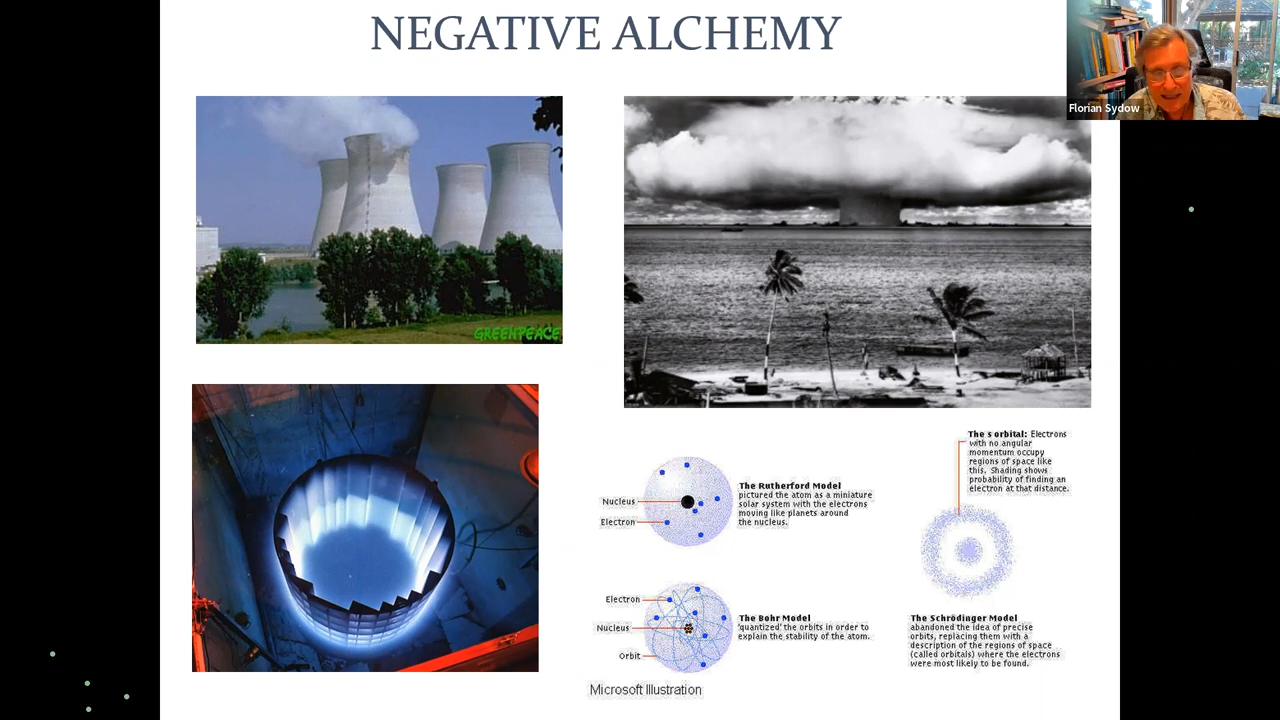 NEGATIVE ALCHEMY
Florian Sydow
GREENPEACE
The s orbital: Electrons
with no angular
momentum occupy
regions of space like
this. Shading shows
probability of finding an
electron at that distance.
Nucleus
Electron
The Rutherford Model
pictured the atom as a miniature
solar system with the electrons
moving like planets around
the nucleus.
Electron
Nucleus
Orbit
The Bohr Model
'quantized' the orbits in order to
explain the stability of the atom.
The Schrödinger Model
abandoned the idea of precise
orbits, replacing them with a
description of the regions of space
(called orbitals) where the electrons
were most likely to be found.
Microsoft Illustration